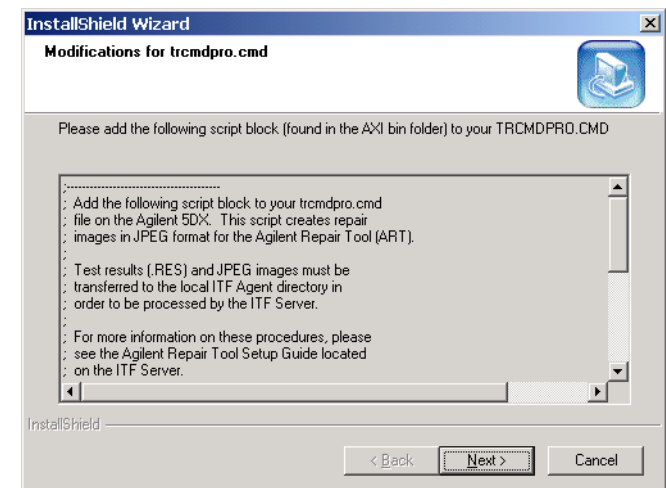 InstallShield Wizard
Modifications for trcmdpro.cmd
Please add the following script block (found in the AXI bin folder) to your TRCMDPRO.CMD
;----------------------------------------
; Add the following script block to your trcmdpro.cmd
; file on the Agilent 5DX.  This script creates repair
; images in JPEG format for the Agilent Repair Tool (ART).
;
; Test results (.RES) and JPEG images must be
; transferred to the local ITF Agent directory in
; order to be processed by the ITF Server.
;
; For more information on these procedures, please
; see the Agilent Repair Tool Setup Guide located
; on the ITF Server.
InstallShield
< Back
Next >
Cancel